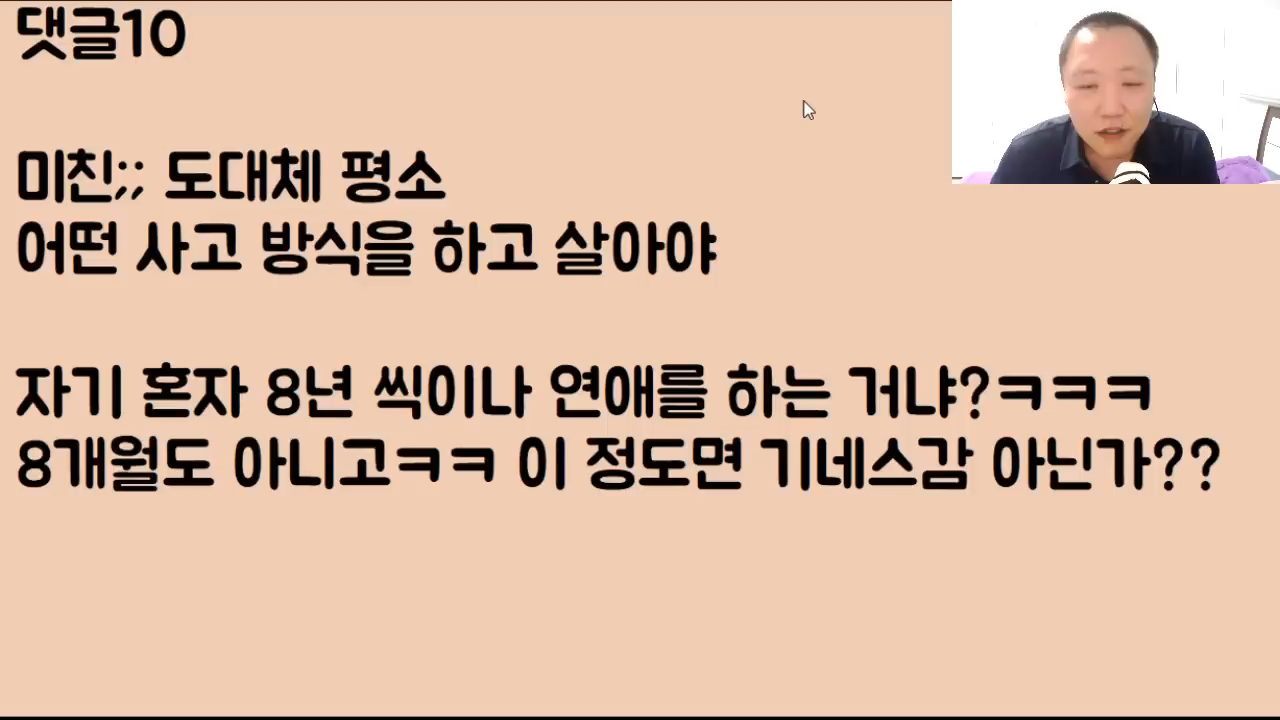 댓글10
미친;; 도대체 평소
어떤 사고 방식을 하고 살아야
자기 혼자 8년 씩이나 연애를 하는 거냐?ㅋㅋㅋ
8개월도 아니고ㅋㅋ 이 정도면 기네스감 아닌가??